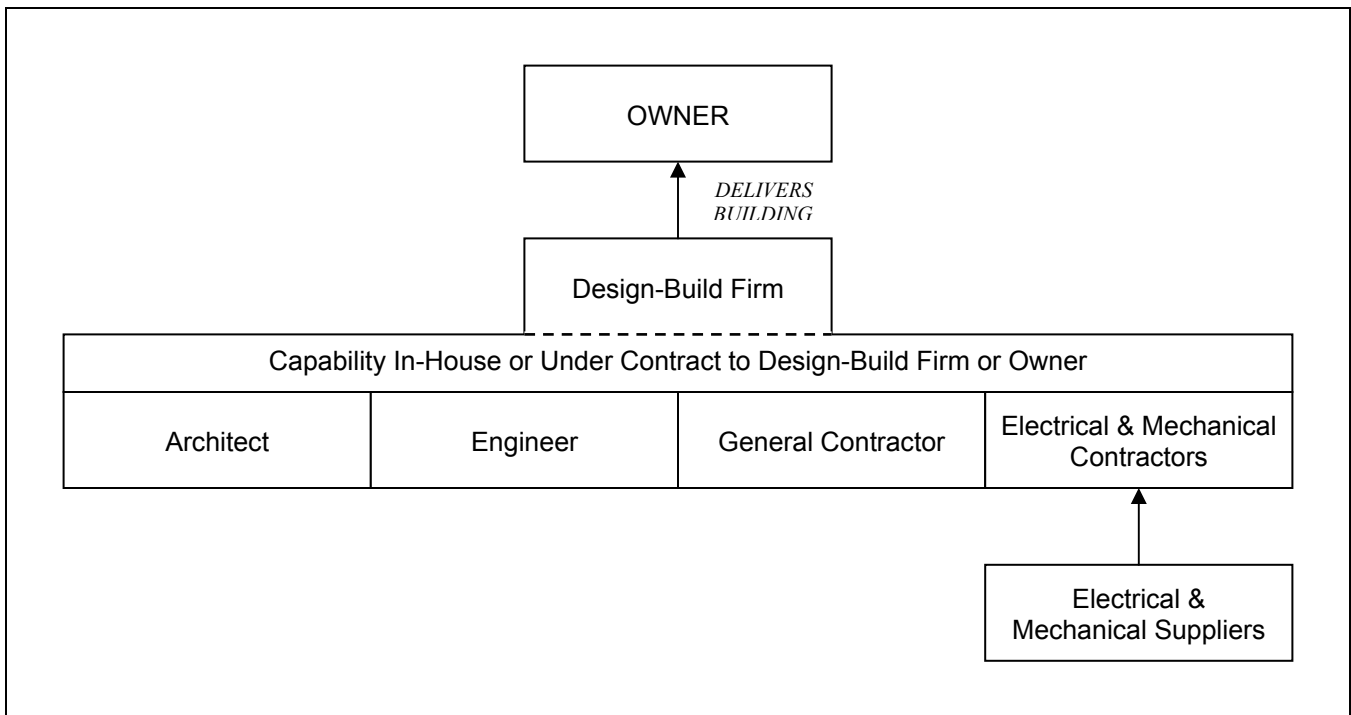 OWNER
DELIVERS
BUILDING
Design-Build Firm
Capability In-House or Under Contract to Design-Build Firm or Owner
Architect
Engineer
General Contractor
Electrical & Mechanical
Contractors
Electrical &
Mechanical Suppliers